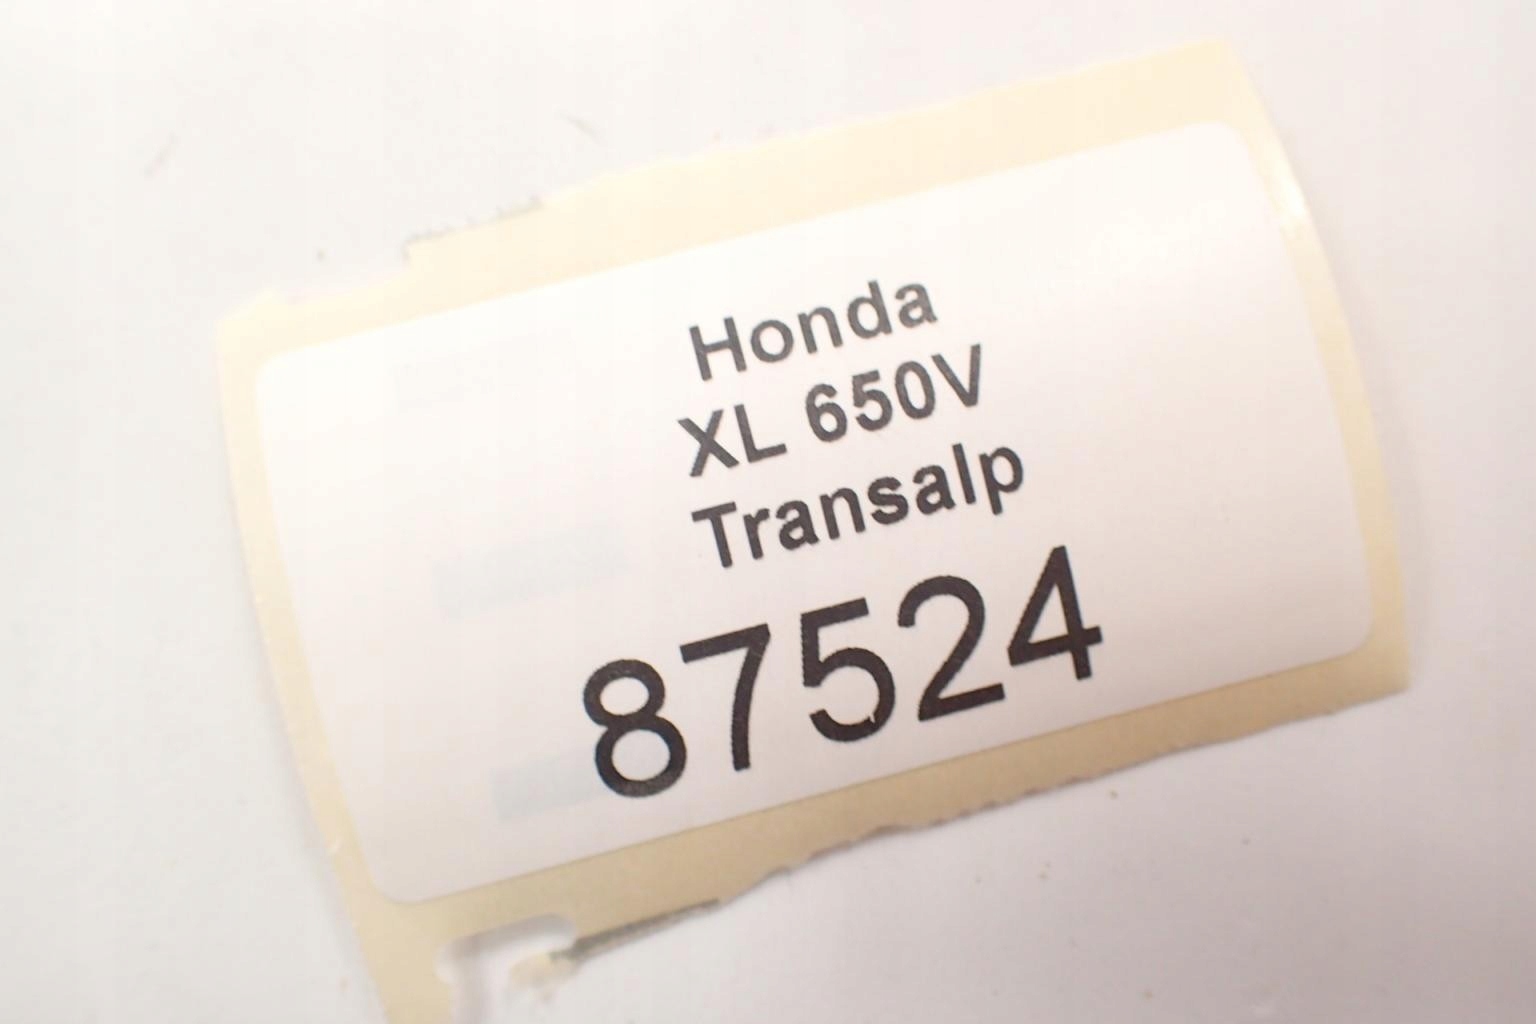 Honda
XL 650V
Transalp
87524